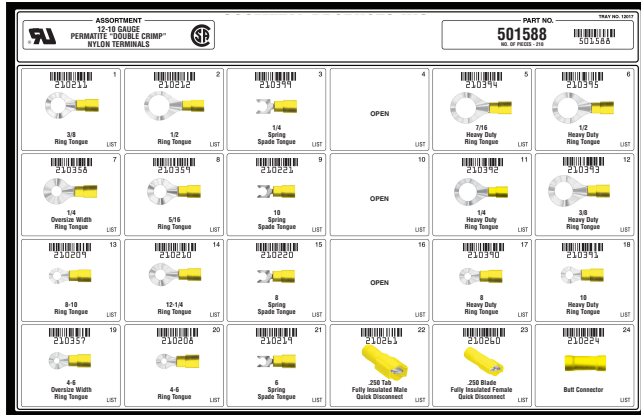 ASSORTMENT
12-10 GAUGE
PERMATITE "DOUBLE CRIMP"
NYLON TERMINALS
PART NO.
501588
NO. OF PIECES - 210
TRAY NO. 12017
501588
1
210211
3/8
Ring Tongue
LIST
2
210212
1/2
Ring Tongue
LIST
3
210399
1/4
Spring
Spade Tongue
LIST
4
OPEN
LIST
5
210394
7/16
Heavy Duty
Ring Tongue
LIST
6
210395
1/2
Heavy Duty
Ring Tongue
LIST
7
210358
1/4
Oversize Width
Ring Tongue
LIST
8
210359
5/16
Ring Tongue
LIST
9
210221
10
Spring
Spade Tongue
LIST
10
OPEN
LIST
11
210392
1/4
Heavy Duty
Ring Tongue
LIST
12
210393
3/8
Heavy Duty
Ring Tongue
LIST
13
210209
8-10
Ring Tongue
LIST
14
210210
12-1/4
Ring Tongue
LIST
15
210220
8
Spring
Spade Tongue
LIST
16
OPEN
LIST
17
210390
8
Heavy Duty
Ring Tongue
LIST
18
210391
10
Heavy Duty
Ring Tongue
LIST
19
210357
4-6
Oversize Width
Ring Tongue
LIST
20
210208
4-6
Ring Tongue
LIST
21
210219
6
Spring
Spade Tongue
LIST
22
210261
.250 Tab
Fully Insulated Male
Quick Disconnect
LIST
23
210260
.250 Blade
Fully Insulated Female
Quick Disconnect
LIST
24
210224
Butt Connector
LIST